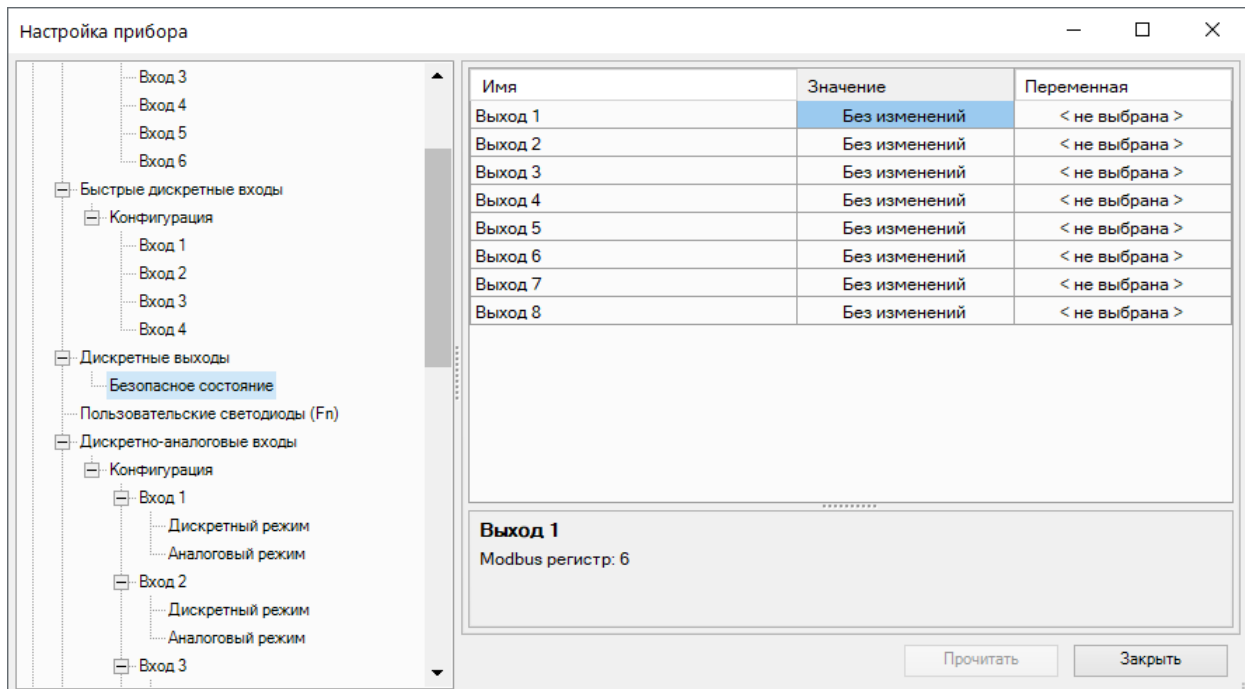 Настройка прибора
Вход 3
Вход 4
Вход 5
Вход 6
Быстрые дискретные входы
Конфигурация
Вход 1
Вход 2
Вход 3
Вход 4
Дискретные выходы
Безопасное состояние
Пользовательские светодиоды (Fn)
Дискретно-аналоговые входы
Конфигурация
Вход 1
Дискретный режим
Аналоговый режим
Вход 2
Дискретный режим
Аналоговый режим
Вход 3
Имя Значение Переменная
Выход 1 Без изменений < не выбрана >
Выход 2 Без изменений < не выбрана >
Выход 3 Без изменений < не выбрана >
Выход 4 Без изменений < не выбрана >
Выход 5 Без изменений < не выбрана >
Выход 6 Без изменений < не выбрана >
Выход 7 Без изменений < не выбрана >
Выход 8 Без изменений < не выбрана >
Выход 1
Modbus регистр: 6
Прочитать Закрыть